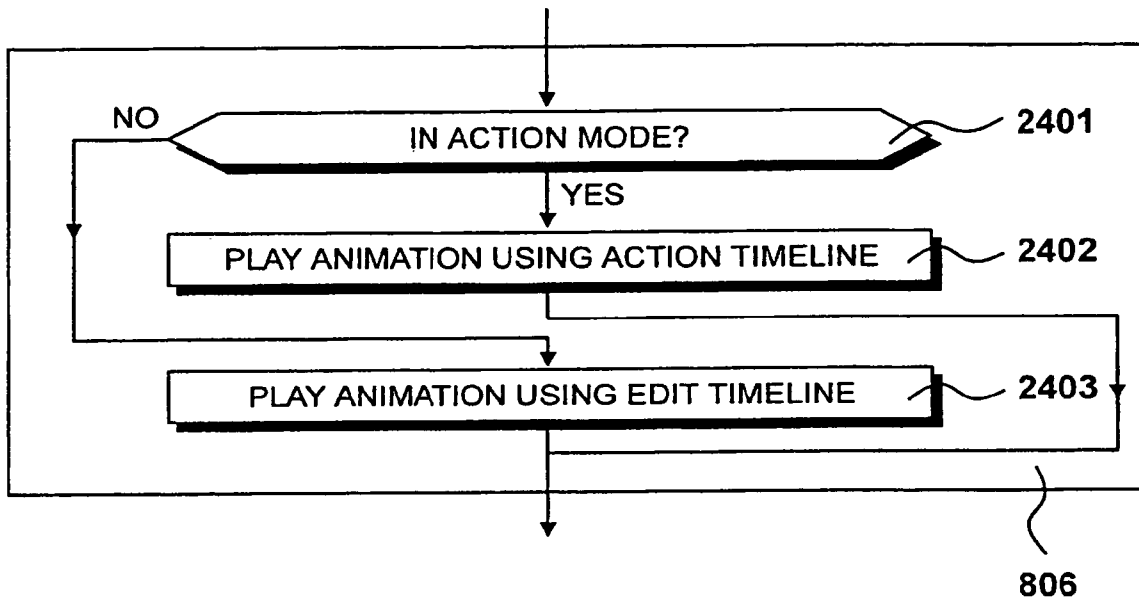 NO
IN ACTION MODE?
2401
YES
PLAY ANIMATION USING ACTION TIMELINE
2402
PLAY ANIMATION USING EDIT TIMELINE
2403
806